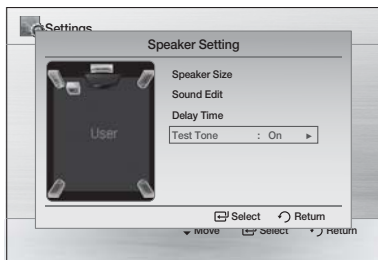 Settings
Speaker Setting
Speaker Size
Sound Edit
Delay Time
Test Tone : On ►
User
Select Return
Move Select Return